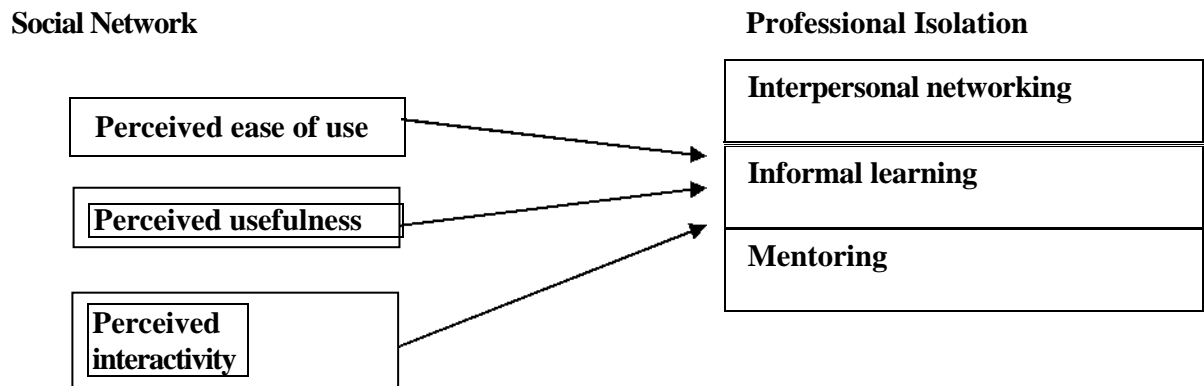 Social Network
Professional Isolation
Perceived ease of use
Perceived usefulness
Perceived
interactivity
Interpersonal networking
Informal learning
Mentoring